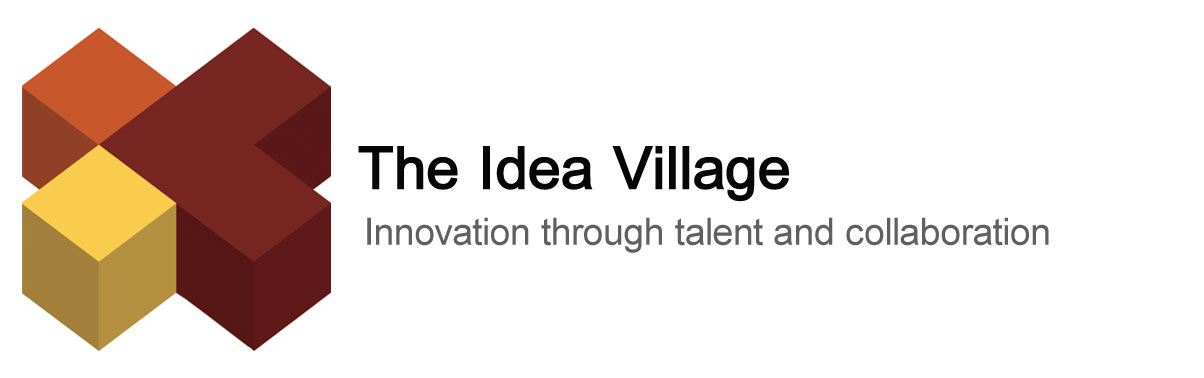 The Idea Village
Innovation through talent and collaboration